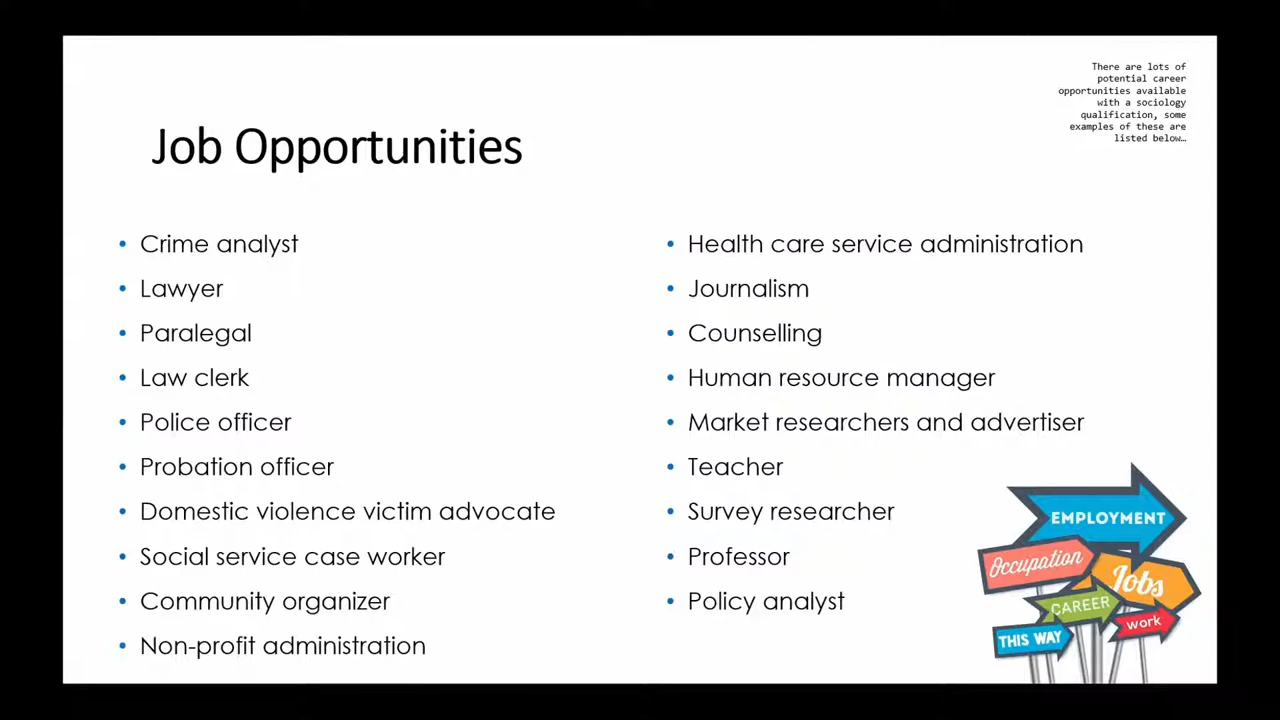 There are lots of
potential career
opportunities available
with a sociology
qualification, some
examples of these are
listed below…
Job Opportunities
• Crime analyst
• Lawyer
• Paralegal
• Law clerk
• Police officer
• Probation officer
• Domestic violence victim advocate
• Social service case worker
• Community organizer
• Non-profit administration
• Health care service administration
• Journalism
• Counselling
• Human resource manager
• Market researchers and advertiser
• Teacher
• Survey researcher
• Professor
• Policy analyst
EMPLOYMENT
Occupation
Jobs
CAREER
work
THIS WAY